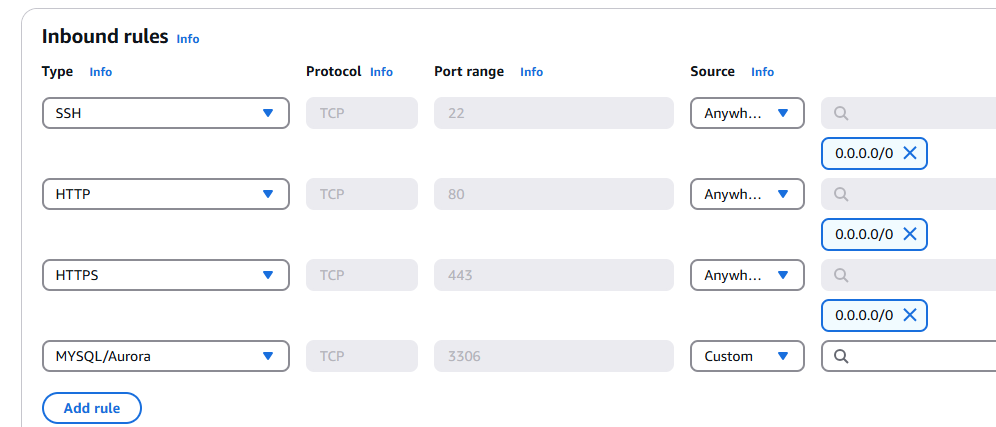 Inbound rules Info
Type Info Protocol Info Port range Info Source Info
SSH TCP 22 Anywh...
0.0.0.0/0
HTTP TCP 80 Anywh...
0.0.0.0/0
HTTPS TCP 443 Anywh...
0.0.0.0/0
MYSQL/Aurora TCP 3306 Custom
Add rule